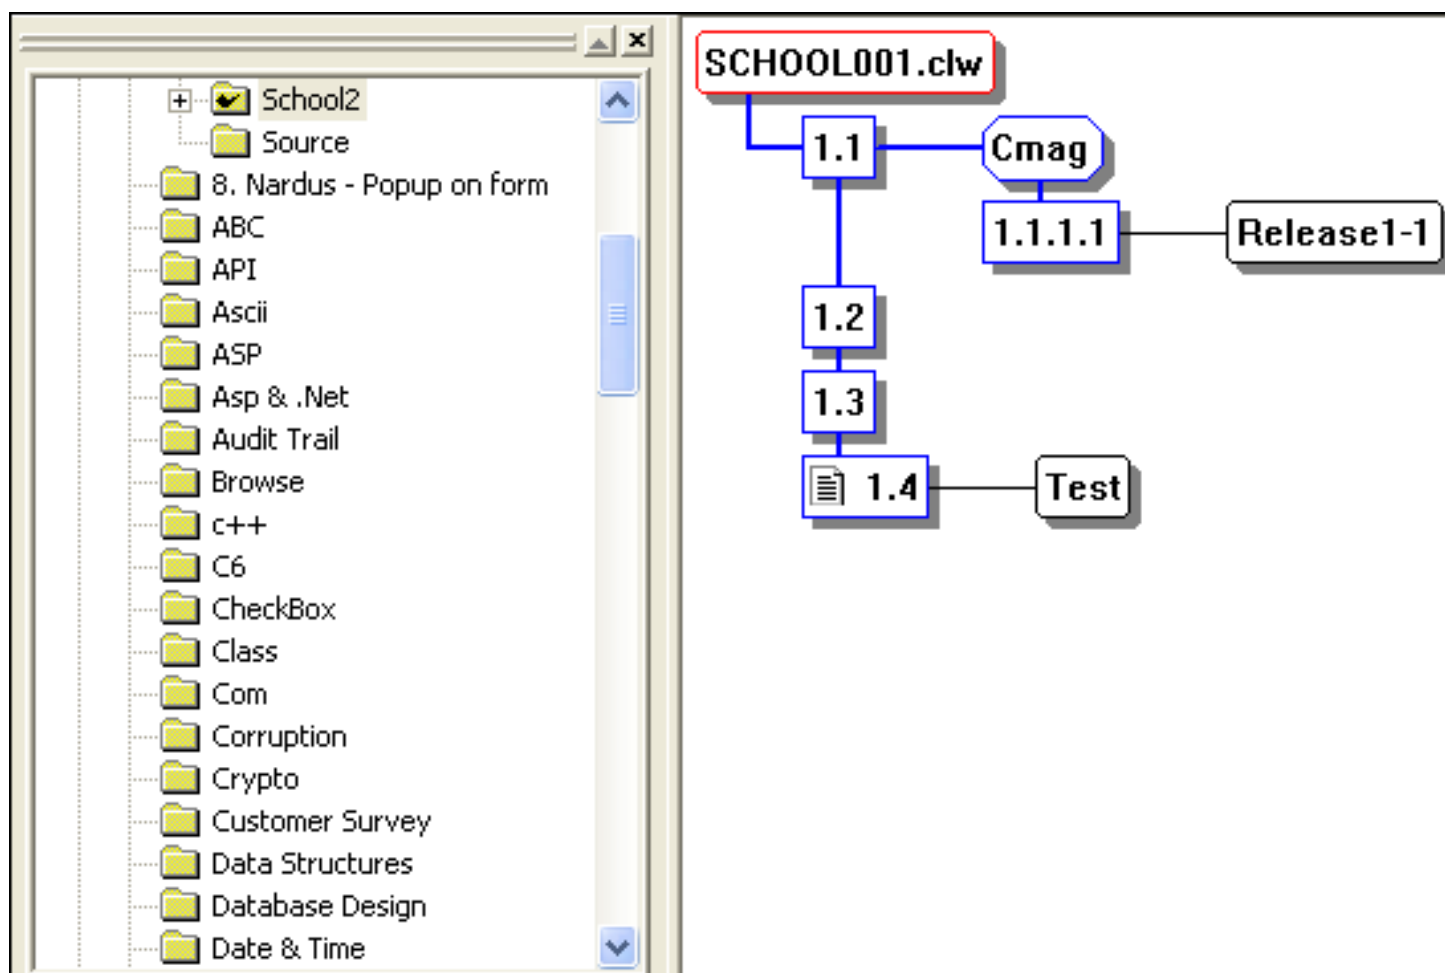 School2
Source
8. Nardus - Popup on form
ABC
API
Ascii
ASP
Asp & .Net
Audit Trail
Browse
c++
C6
CheckBox
Class
Com
Corruption
Crypto
Customer Survey
Data Structures
Database Design
Date & Time
SCHOOL001.clw
1.1
Cmag
1.1.1.1
Release1-1
1.2
1.3
1.4
Test